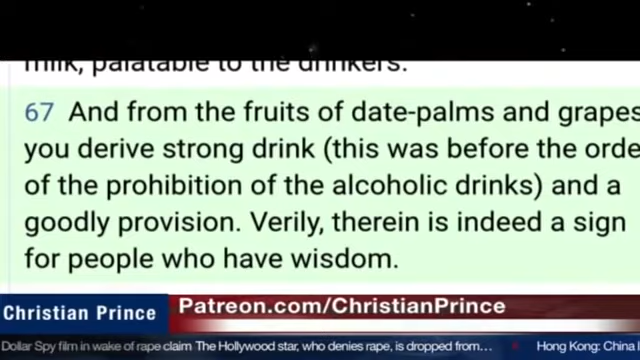 milk, palatable to the drinkers.
67 And from the fruits of date-palms and grapes
you derive strong drink (this was before the orde
of the prohibition of the alcoholic drinks) and a
goodly provision. Verily, therein is indeed a sign
for people who have wisdom.
Christian Prince
Patreon.com/ChristianPrince
Dollar Spy film in wake of rape claim The Hollywood star, who denies rape, is dropped from... Hong Kong: China